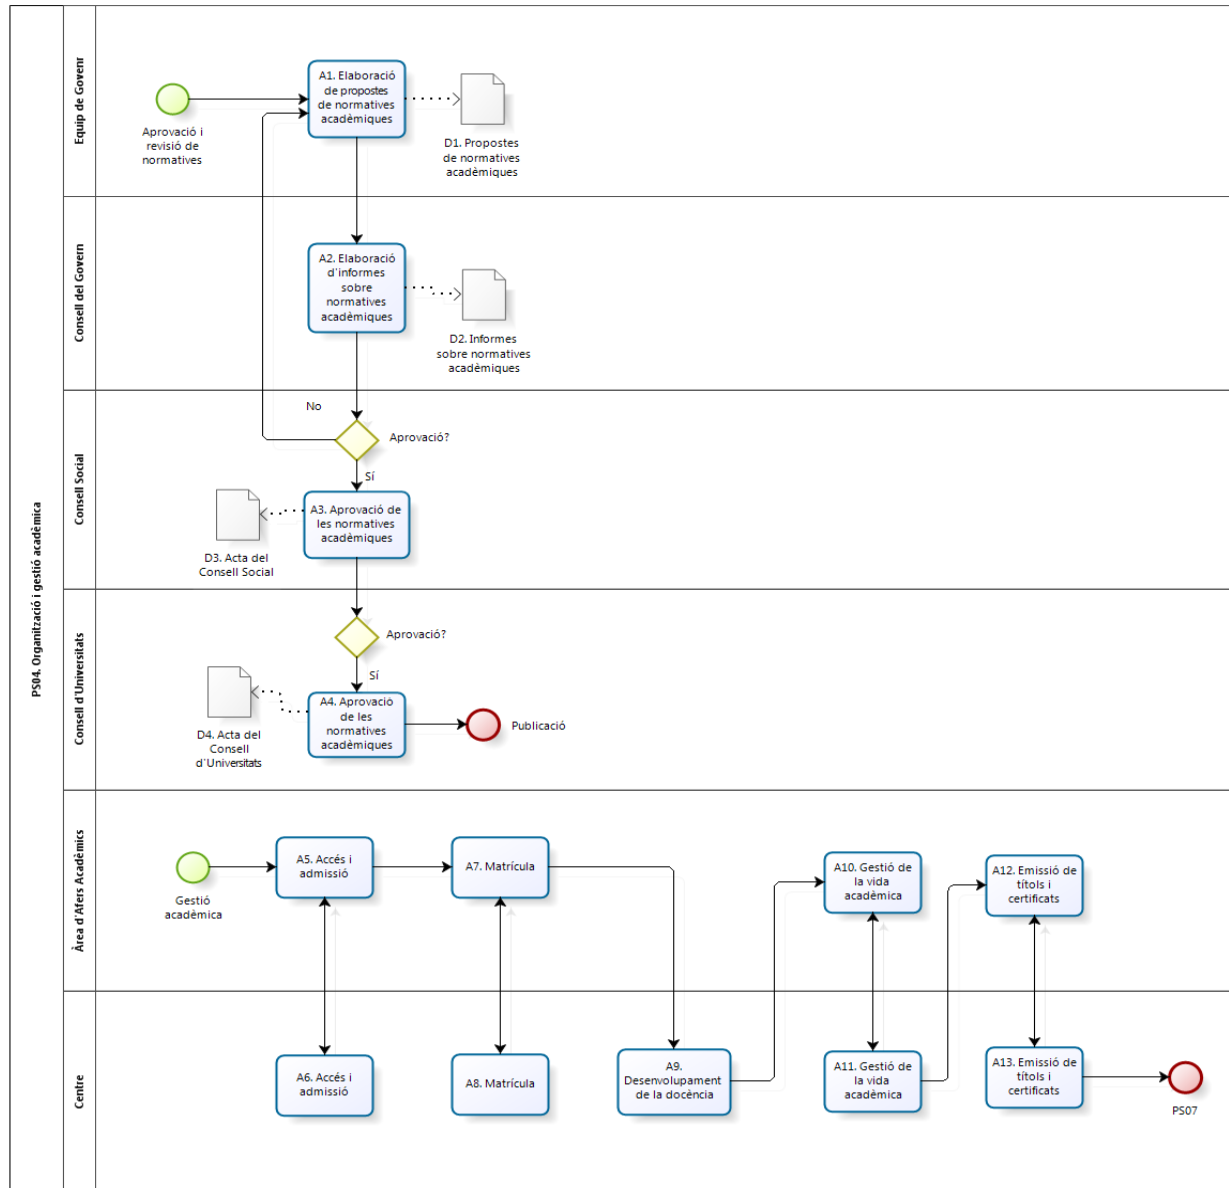 PS04. Organització i gestió acadèmica
Equip de Govenr
Aprovació i
revisió de
normatives
A1. Elaboració
de propostes
de normatives
acadèmiques
D1. Propostes
de normatives
acadèmiques
Consell del Govern
A2. Elaboració
d'informes
sobre
normatives
acadèmiques
D2. Informes
sobre normatives
acadèmiques
Consell Social
No
Aprovació?
Sí
A3. Aprovació de
les normatives
acadèmiques
D3. Acta del
Consell Social
Consell d'Universitats
Aprovació?
Sí
A4. Aprovació
de les
normatives
acadèmiques
D4. Acta del
Consell
d'Universitats
Publicació
Àrea d'Afers Acadèmics
Gestió
acadèmica
A5. Accés i
admissió
A7. Matrícula
A10. Gestió de
la vida
acadèmica
A12. Emissió de
títols i
certificats
Centre
A6. Accés i
admissió
A8. Matrícula
A9.
Desenvolupament
de la docència
A11. Gestió de
la vida
acadèmica
A13. Emissió de
títols i
certificats
PS07